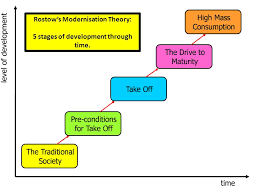 Rostow's Modernisation Theory:
5 stages of development through
time.
High Mass
Consumption
The Drive to
Maturity
Take Off
Pre-conditions
for Take Off
The Traditional
Society
level of development
time